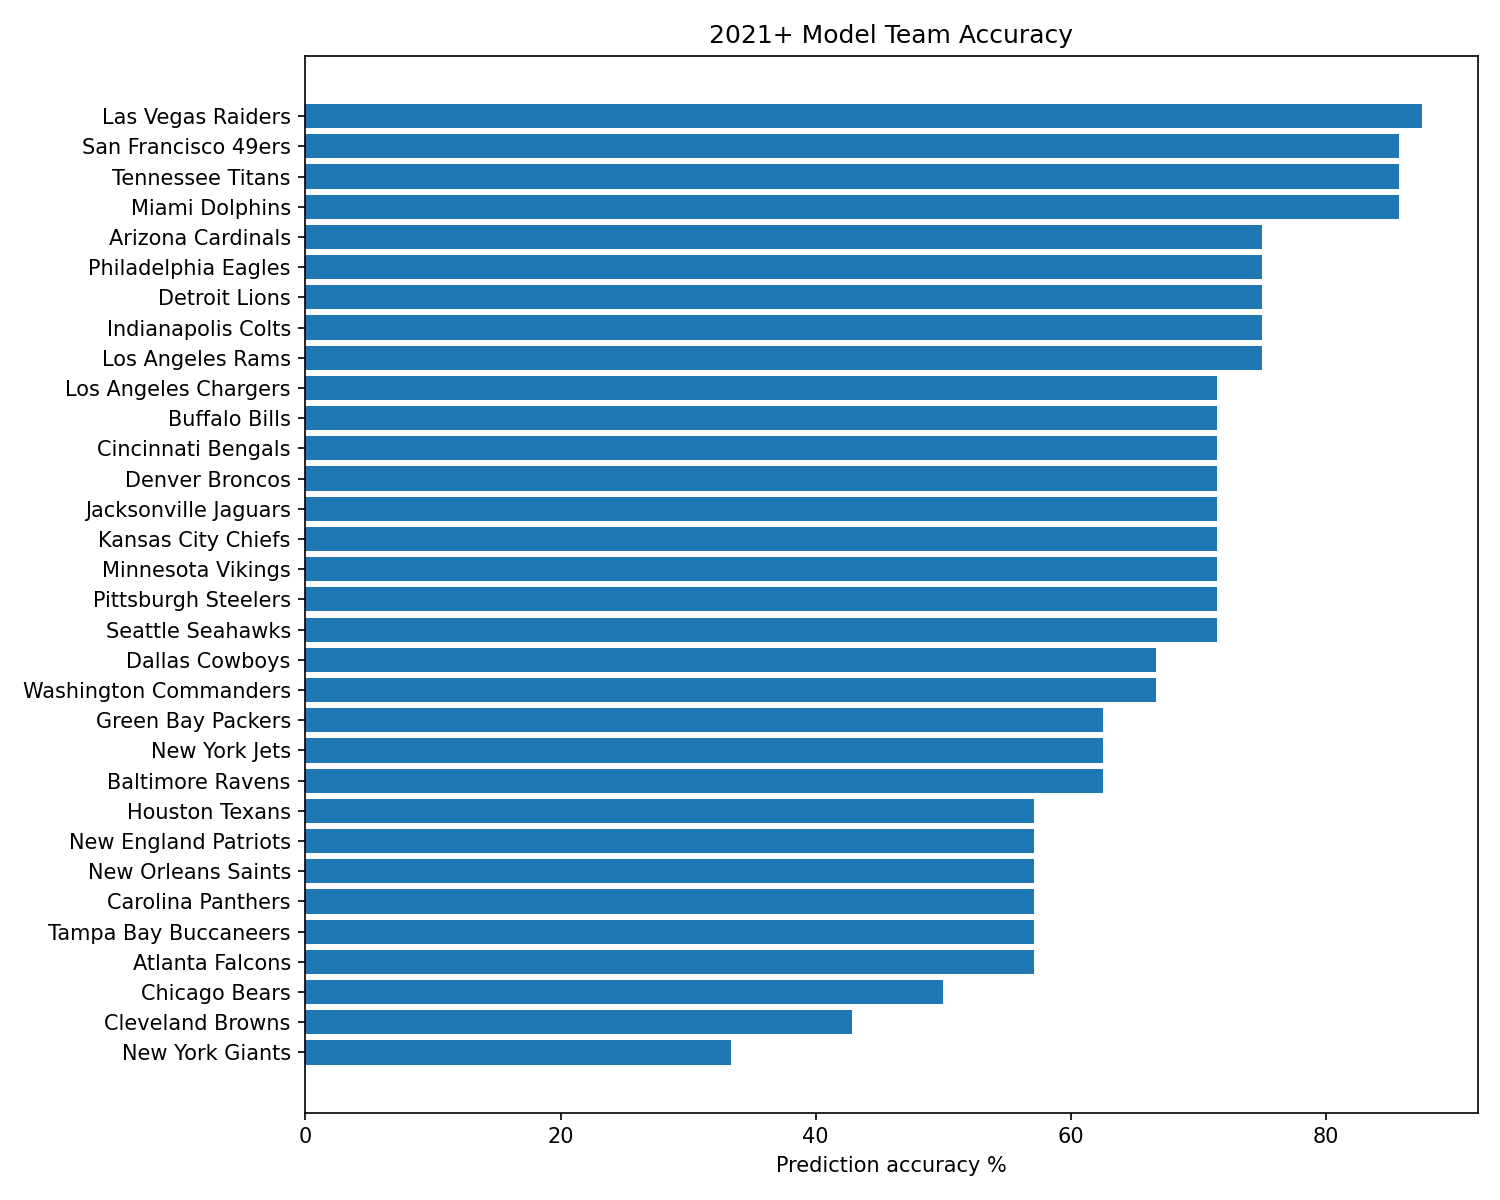 2021+ Model Team Accuracy
Las Vegas Raiders
San Francisco 49ers
Tennessee Titans
Miami Dolphins
Arizona Cardinals
Philadelphia Eagles
Detroit Lions
Indianapolis Colts
Los Angeles Rams
Los Angeles Chargers
Buffalo Bills
Cincinnati Bengals
Denver Broncos
Jacksonville Jaguars
Kansas City Chiefs
Minnesota Vikings
Pittsburgh Steelers
Seattle Seahawks
Dallas Cowboys
Washington Commanders
Green Bay Packers
New York Jets
Baltimore Ravens
Houston Texans
New England Patriots
New Orleans Saints
Carolina Panthers
Tampa Bay Buccaneers
Atlanta Falcons
Chicago Bears
Cleveland Browns
New York Giants
0 20 40 60 80
Prediction accuracy %